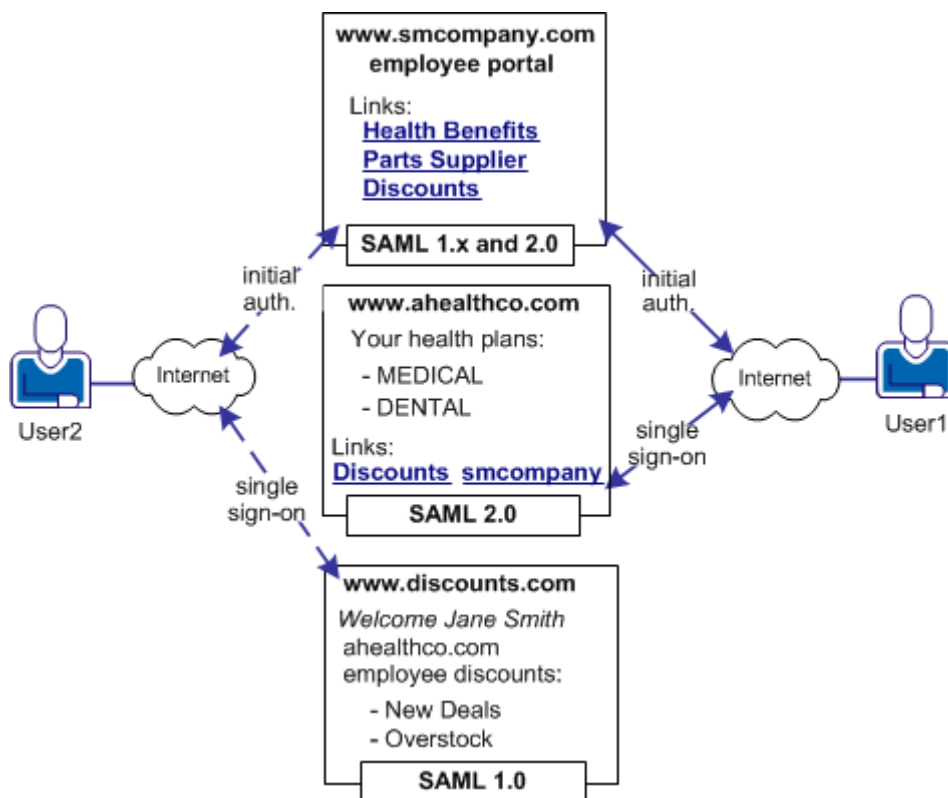 www.smcompany.com
employee portal
Links:
Health Benefits
Parts Supplier
Discounts
SAML 1.x and 2.0
initial
auth.
initial
auth.
www.ahealthco.com
Your health plans:
- MEDICAL
- DENTAL
Links:
Discounts smcompany
SAML 2.0
Internet
User2
Internet
User1
single
sign-on
single
sign-on
www.discounts.com
Welcome Jane Smith
ahealthco.com
employee discounts:
- New Deals
- Overstock
SAML 1.0